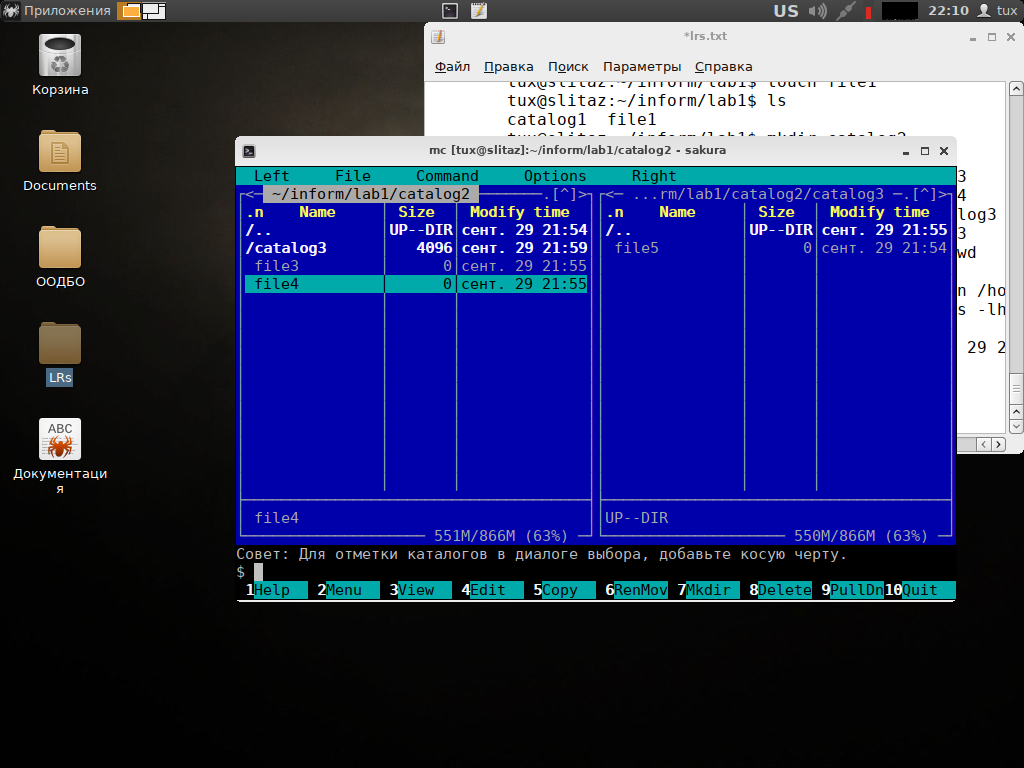 Приложения
US
22:10
tux
Корзина
Documents
ООДБО
LRs
ABC
Документаци
я
*lrs.txt
Файл Правка Поиск Параметры Справка
tux@slitaz:~/inform/lab1$ touch file1
tux@slitaz:~/inform/lab1$ ls
catalog1 file1
tux@slitaz:~/inform/lab1$ mkdir catalog2
3
4
log3
3
wd
n /ho
s -lh
29 2
mc [tux@slitaz]:~/inform/lab1/catalog2 - sakura
Left File Command Options Right
<─ ~/inform/lab1/catalog2 ───────.[^]>
.n Name Size Modify time
/.. UP--DIR сент. 29 21:54
/catalog3 4096 сент. 29 21:59
file3 0 сент. 29 21:55
file4 0 сент. 29 21:55
file4
551M/866M (63%)
<─ ...rm/lab1/catalog2/catalog3 ─.[^]>
.n Name Size Modify time
/.. UP--DIR сент. 29 21:55
file5 0 сент. 29 21:54
UP--DIR
550M/866M (63%)
Совет: Для отметки каталогов в диалоге выбора, добавьте косую черту.
$
1Help 2Menu 3View 4Edit 5Copy 6RenMov 7Mkdir 8Delete 9PullDn 10Quit